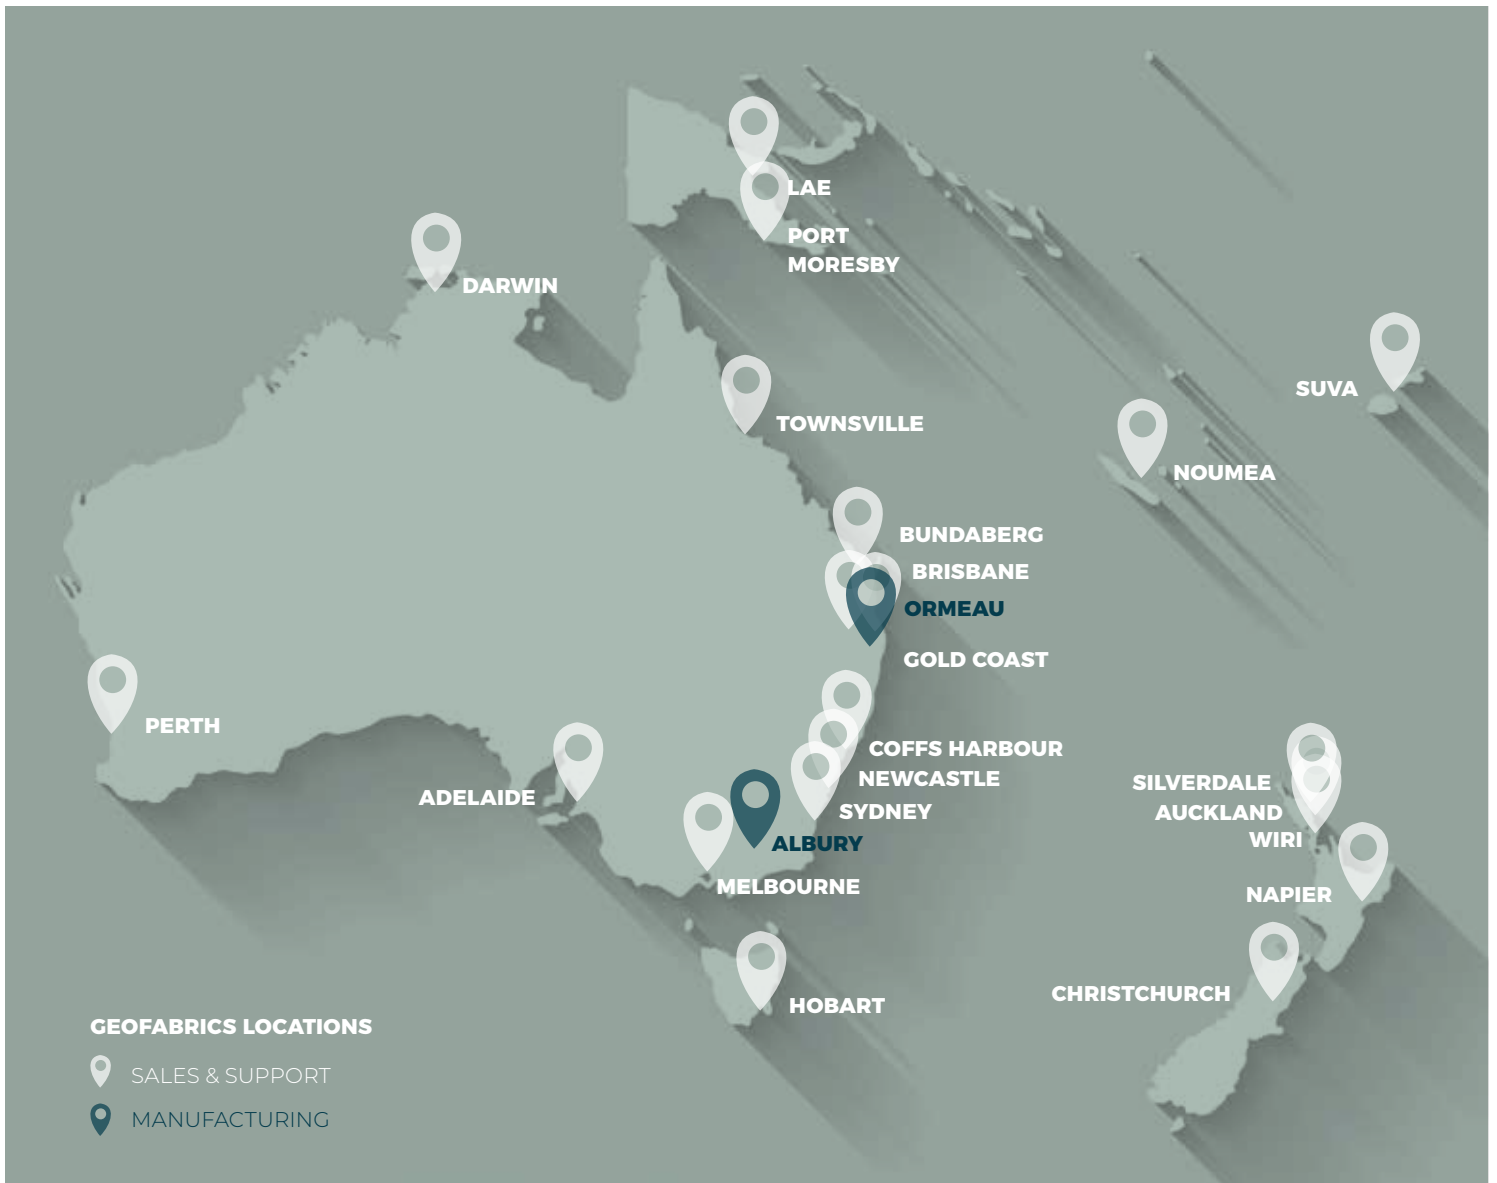 LAE
PORT
MORESBY
DARWIN
SUVA
TOWNSVILLE
NOUMEA
BUNDABERG
BRISBANE
ORMEAU
GOLD COAST
PERTH
COFFS HARBOUR
NEWCASTLE
SILVERDALE
ADELAIDE
SYDNEY
AUCKLAND
WIRI
ALBURY
MELBOURNE
NAPIER
CHRISTCHURCH
HOBART
GEOFABRICS LOCATIONS
SALES & SUPPORT
MANUFACTURING